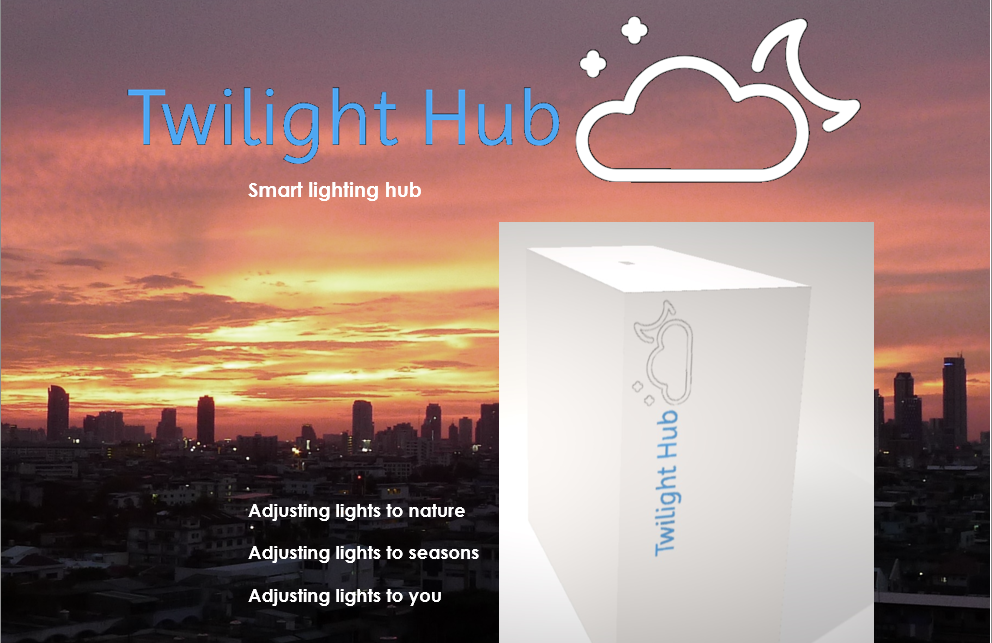 Twilight Hub
Smart lighting hub
Twilight Hub
Adjusting lights to nature
Adjusting lights to seasons
Adjusting lights to you